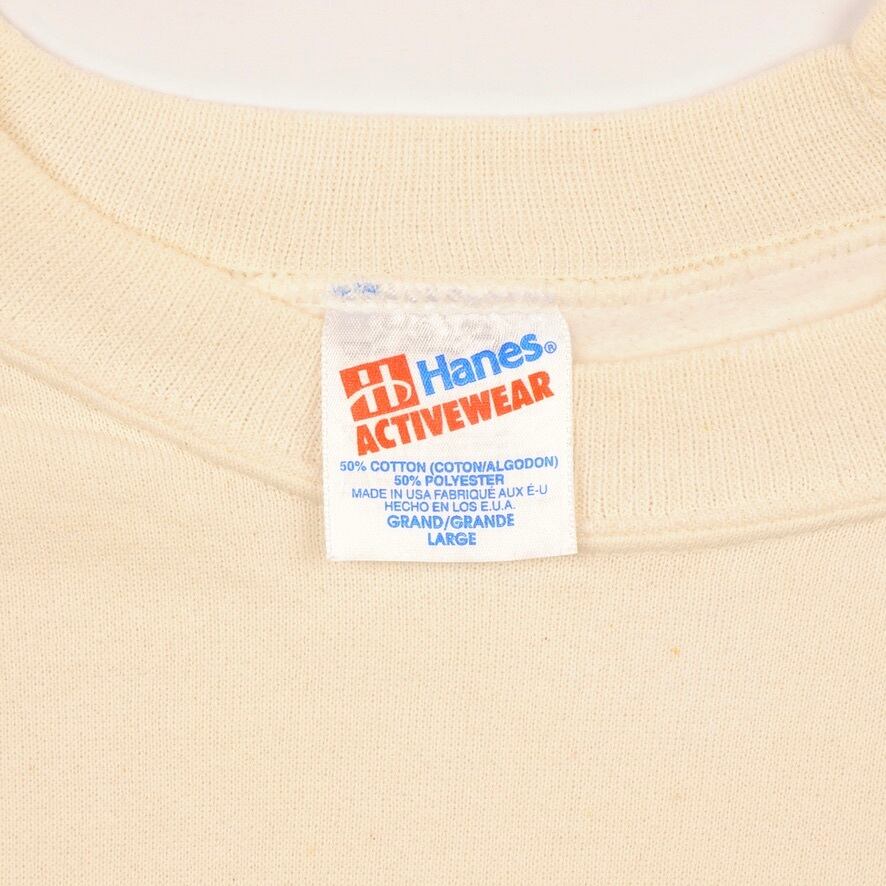 Hanes®
ACTIVEWEAR
50% COTTON (COTON/ALGODON)
50% POLYESTER
MADE IN USA FABRIQUÉ AUX É-U
HECHO EN LOS E.U.A.
GRAND/GRANDE
LARGE